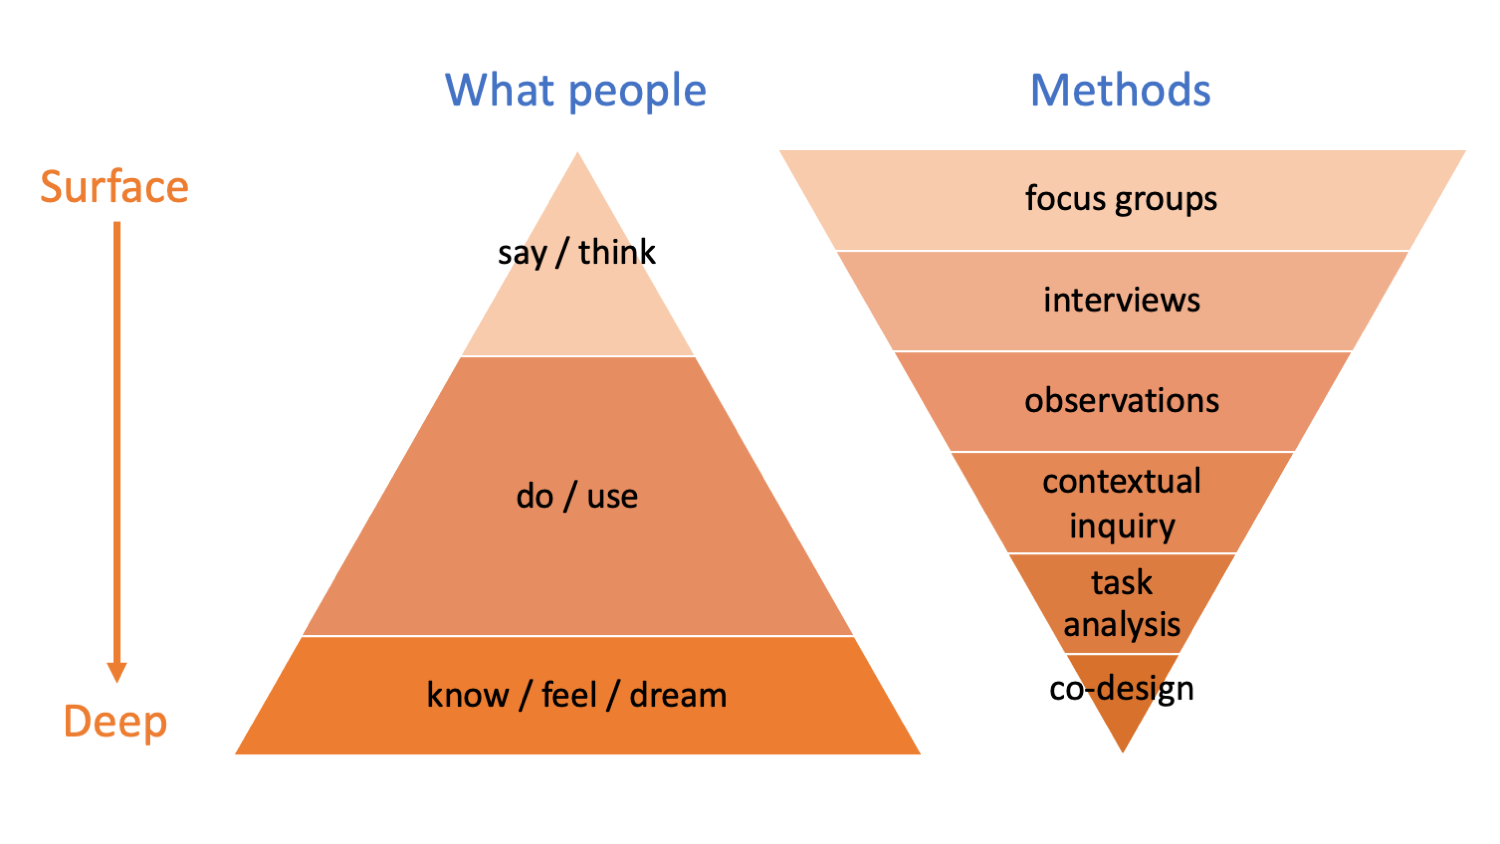 What people
Methods
Surface
Deep
say / think
do / use
know / feel / dream
focus groups
interviews
observations
contextual
inquiry
task
analysis
co-design